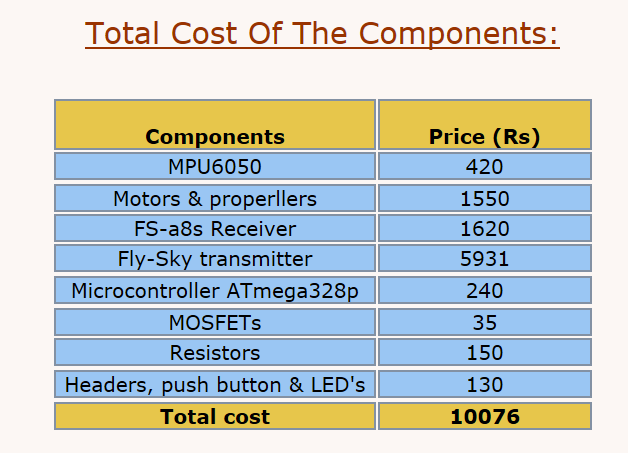 Total Cost Of The Components:
Components Price (Rs)
MPU6050 420
Motors & properllers 1550
FS-a8s Receiver 1620
Fly-Sky transmitter 5931
Microcontroller ATmega328p 240
MOSFETs 35
Resistors 150
Headers, push button & LED's 130
Total cost 10076